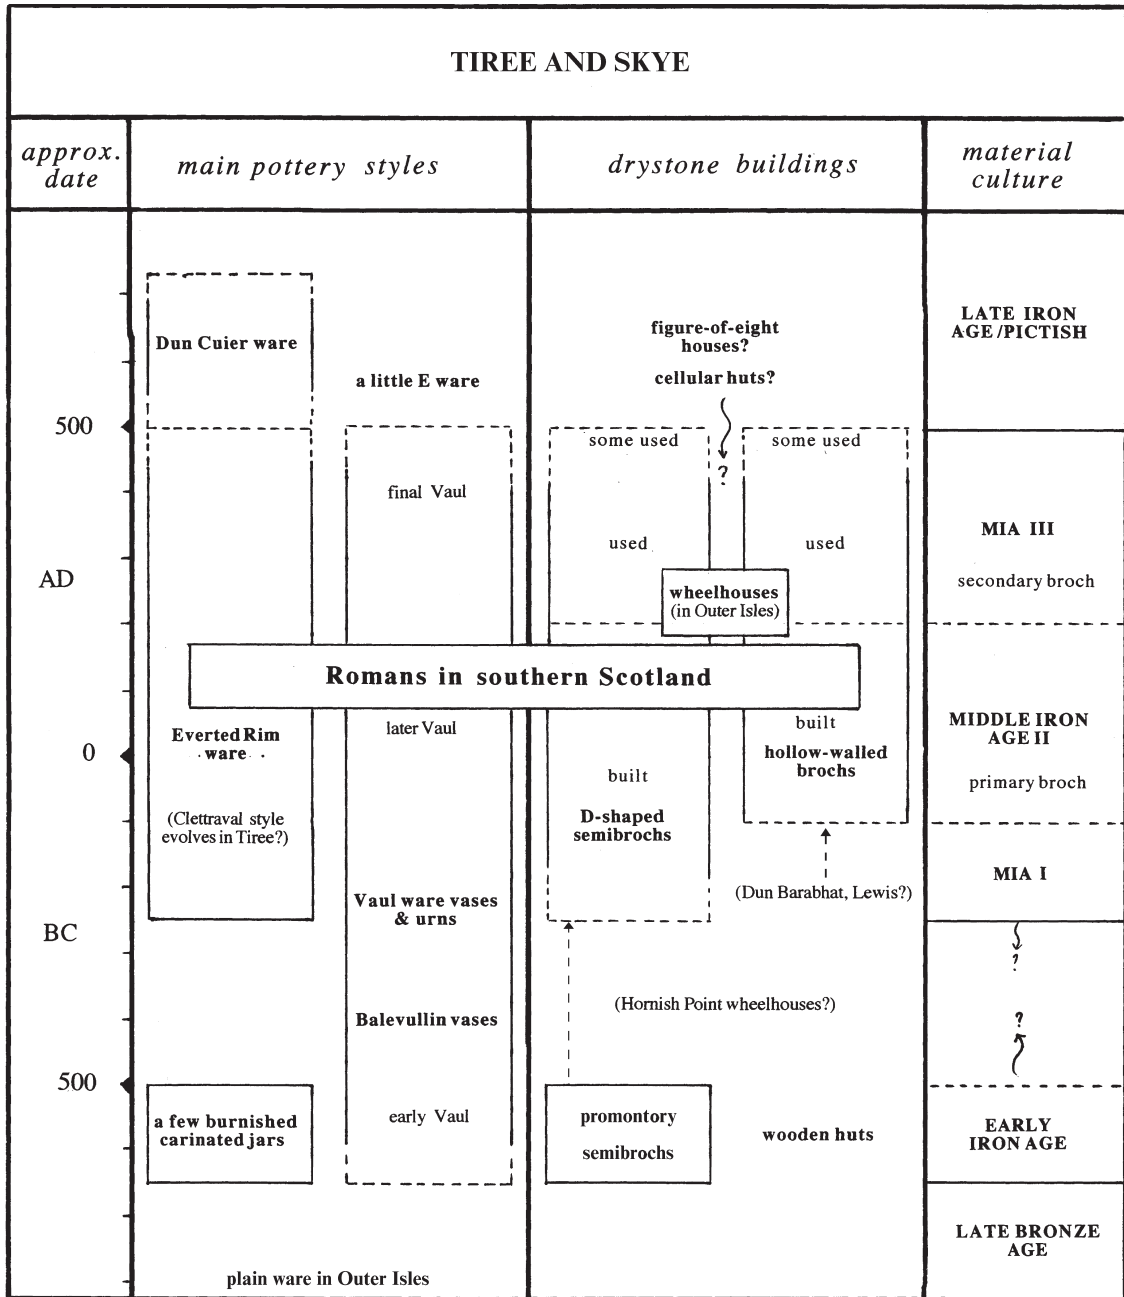 TIREE AND SKYE
approx.
date
main pottery styles
drystone buildings
material
culture
500
AD
0
BC
500
Dun Cuier ware
a little E ware
final Vaul
Everted Rim
ware
(Clettraval style
evolves in Tiree?)
later Vaul
Vaul ware vases
& urns
Balevullin vases
a few burnished
carinated jars
early Vaul
plain ware in Outer Isles
Romans in southern Scotland
figure-of-eight
houses?
cellular huts?
?
some used
some used
used
used
wheelhouses
(in Outer Isles)
built
hollow-walled
brochs
built
D-shaped
semibrochs
(Dun Barabhat, Lewis?)
(Hornish Point wheelhouses?)
promontory
semibrochs
wooden huts
LATE IRON
AGE/PICTISH
MIA III
secondary broch
MIDDLE IRON
AGE II
primary broch
MIA I
?
?
EARLY
IRON AGE
LATE BRONZE
AGE